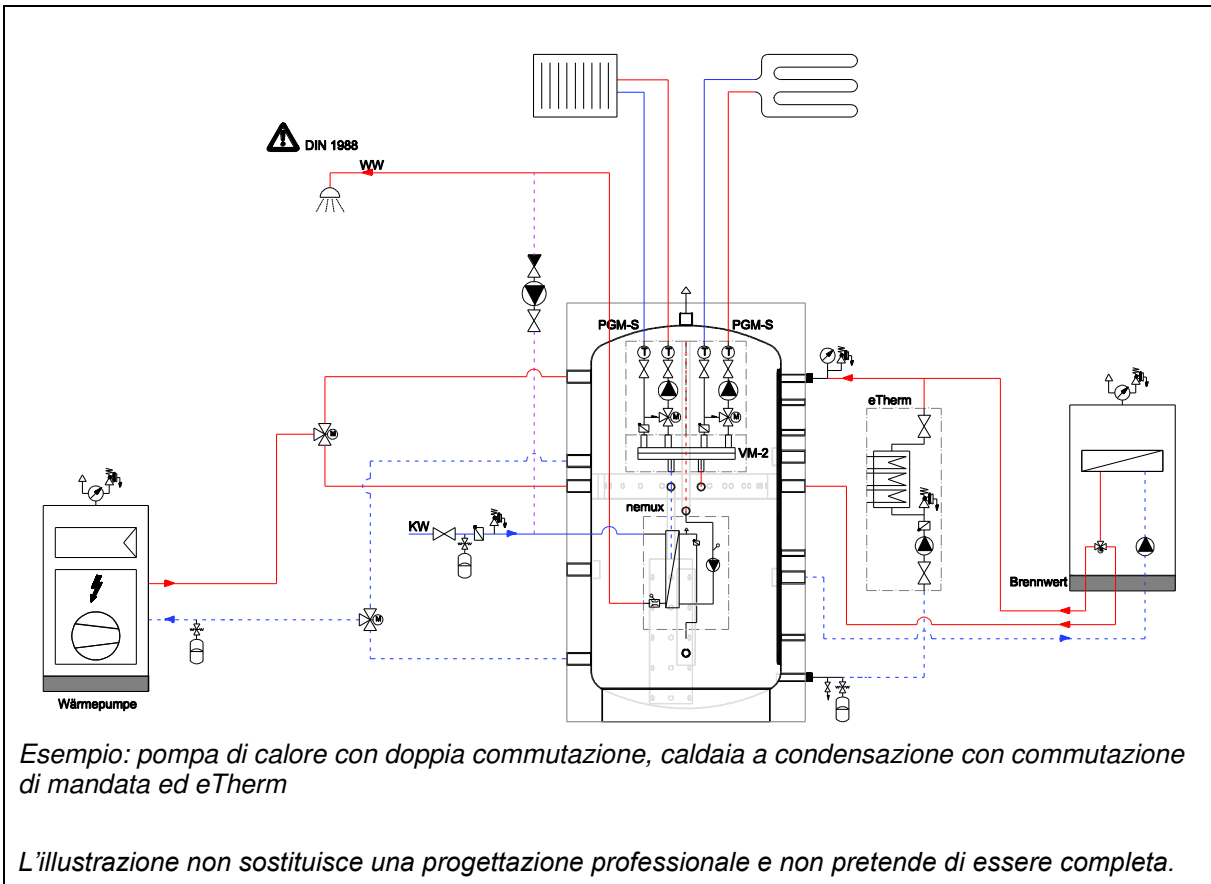 DIN 1988
WW
PGM-S
PGM-S
eTherm
VM-2
nemux
KW
M
M
M
M
T
T
T
T
Brennwert
Wärmepumpe
Esempio: pompa di calore con doppia commutazione, caldaia a condensazione con commutazione
di mandata ed eTherm
L'illustrazione non sostituisce una progettazione professionale e non pretende di essere completa.